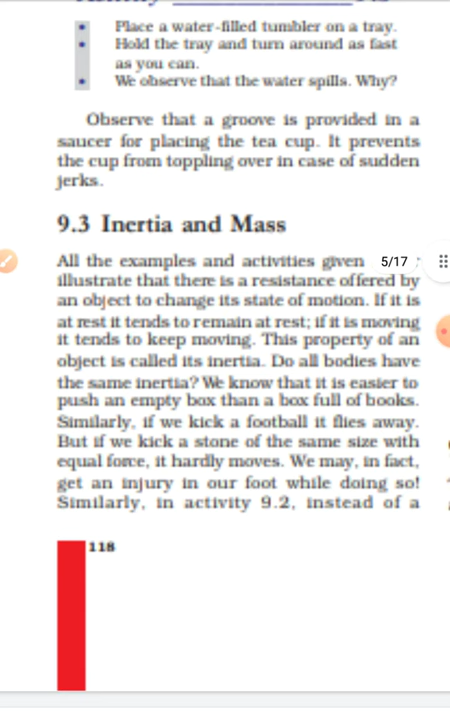 Place a water-filled tumbler on a tray.
Hold the tray and turn around as fast
as you can.
We observe that the water spills. Why?
Observe that a groove is provided in a
saucer for placing the tea cup. It prevents
the cup from toppling over in case of sudden
jerks.
9.3 Inertia and Mass
All the examples and activities given 5/17
illustrate that there is a resistance offered by
an object to change its state of motion. If it is
at rest it tends to remain at rest; if it is moving
it tends to keep moving. This property of an
object is called its inertia. Do all bodies have
the same inertia? We know that it is easier to
push an empty box than a box full of books.
Similarly, if we kick a football it flies away.
But if we kick a stone of the same size with
equal force, it hardly moves. We may, in fact,
get an injury in our foot while doing so!
Similarly, in activity 9.2, instead of a
118